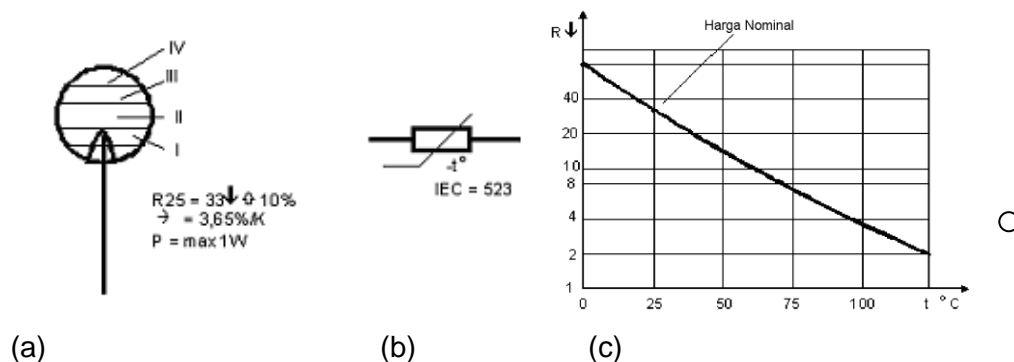 IV
III
II
I
R25 = 33↓ ⇧ 10%
→ = 3,65%/K
P = max 1W
-t°
IEC = 523
R ↓
Harga Nominal
40
20
10
8
4
2
1
0 25 50 75 100 t °C
(a) (b) (c)